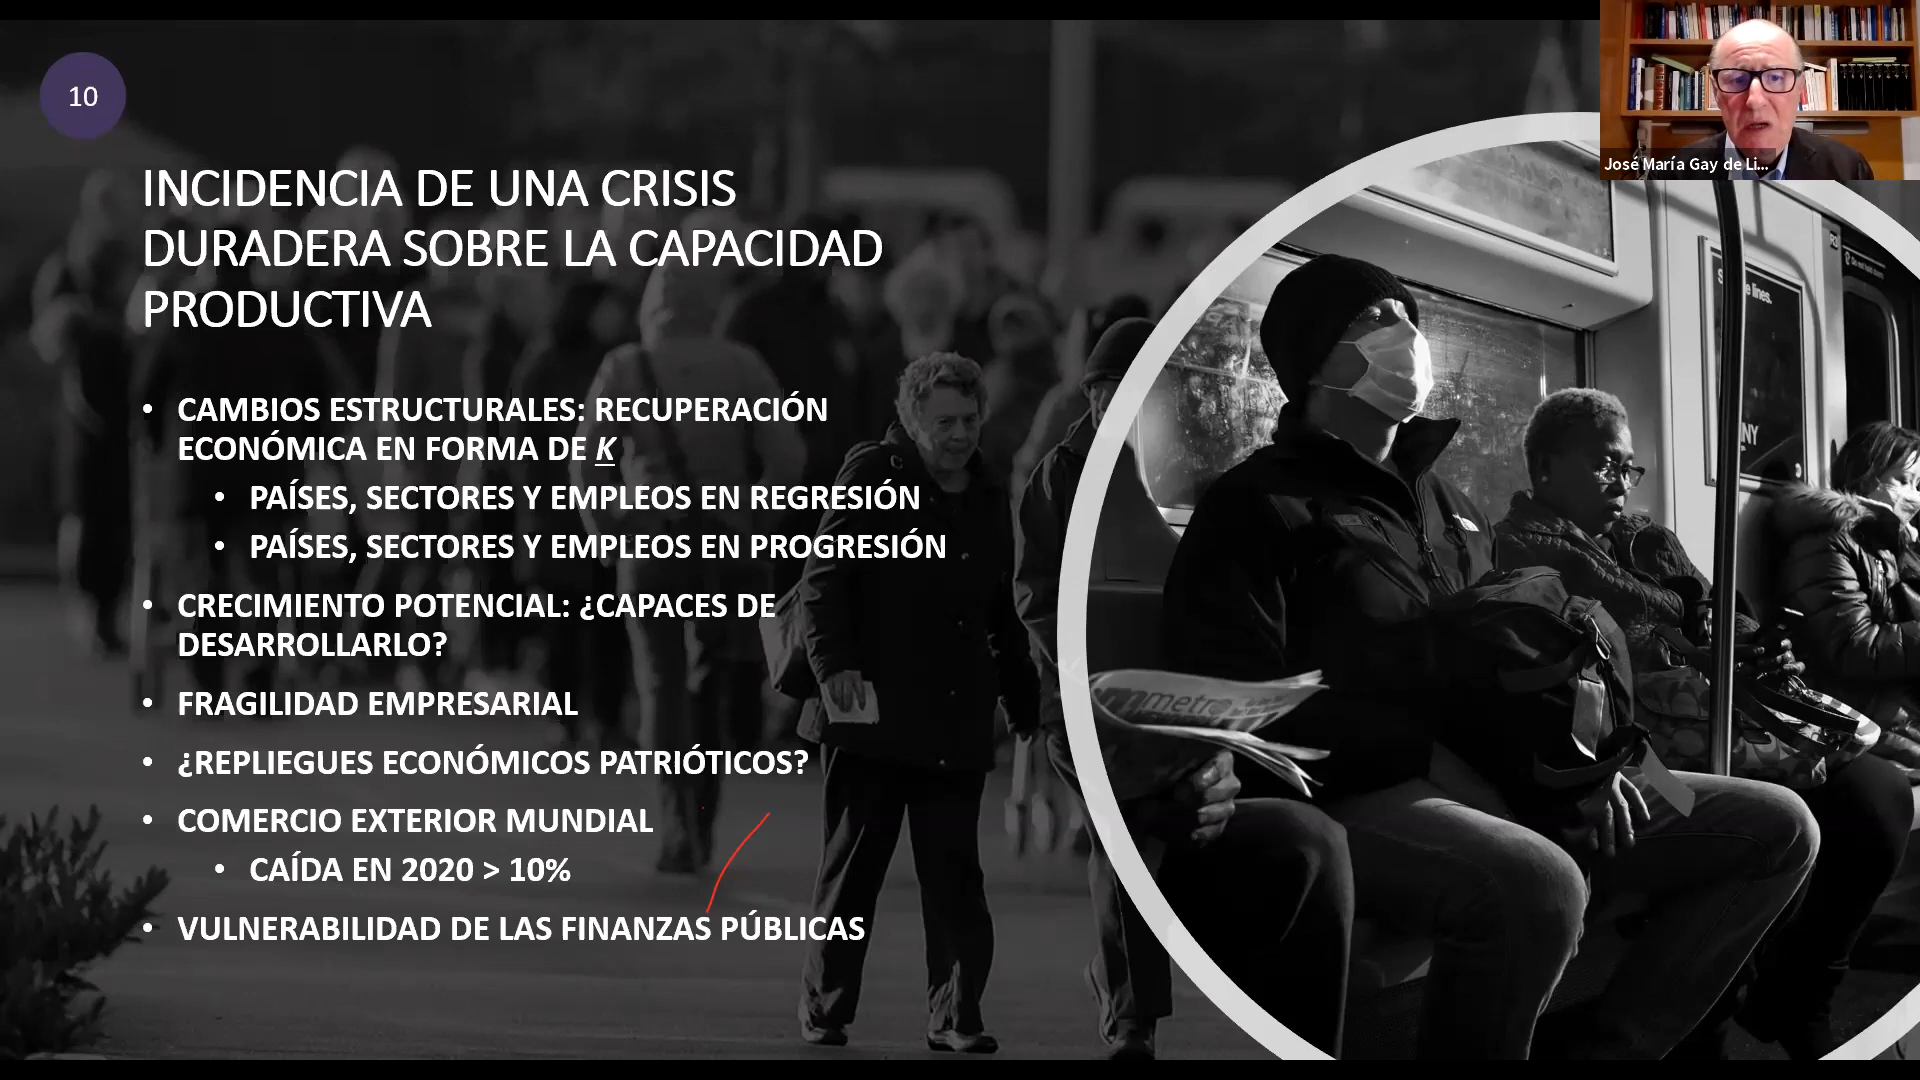 10
José María Gay de Li...
INCIDENCIA DE UNA CRISIS
DURADERA SOBRE LA CAPACIDAD
PRODUCTIVA
• CAMBIOS ESTRUCTURALES: RECUPERACIÓN
ECONÓMICA EN FORMA DE K
• PAÍSES, SECTORES Y EMPLEOS EN REGRESIÓN
• PAÍSES, SECTORES Y EMPLEOS EN PROGRESIÓN
• CRECIMIENTO POTENCIAL: ¿CAPACES DE
DESARROLLARLO?
• FRAGILIDAD EMPRESARIAL
• ¿REPLIEGUES ECONÓMICOS PATRIÓTICOS?
• COMERCIO EXTERIOR MUNDIAL
• CAÍDA EN 2020 > 10%
• VULNERABILIDAD DE LAS FINANZAS PÚBLICAS
metro
lines.
NY